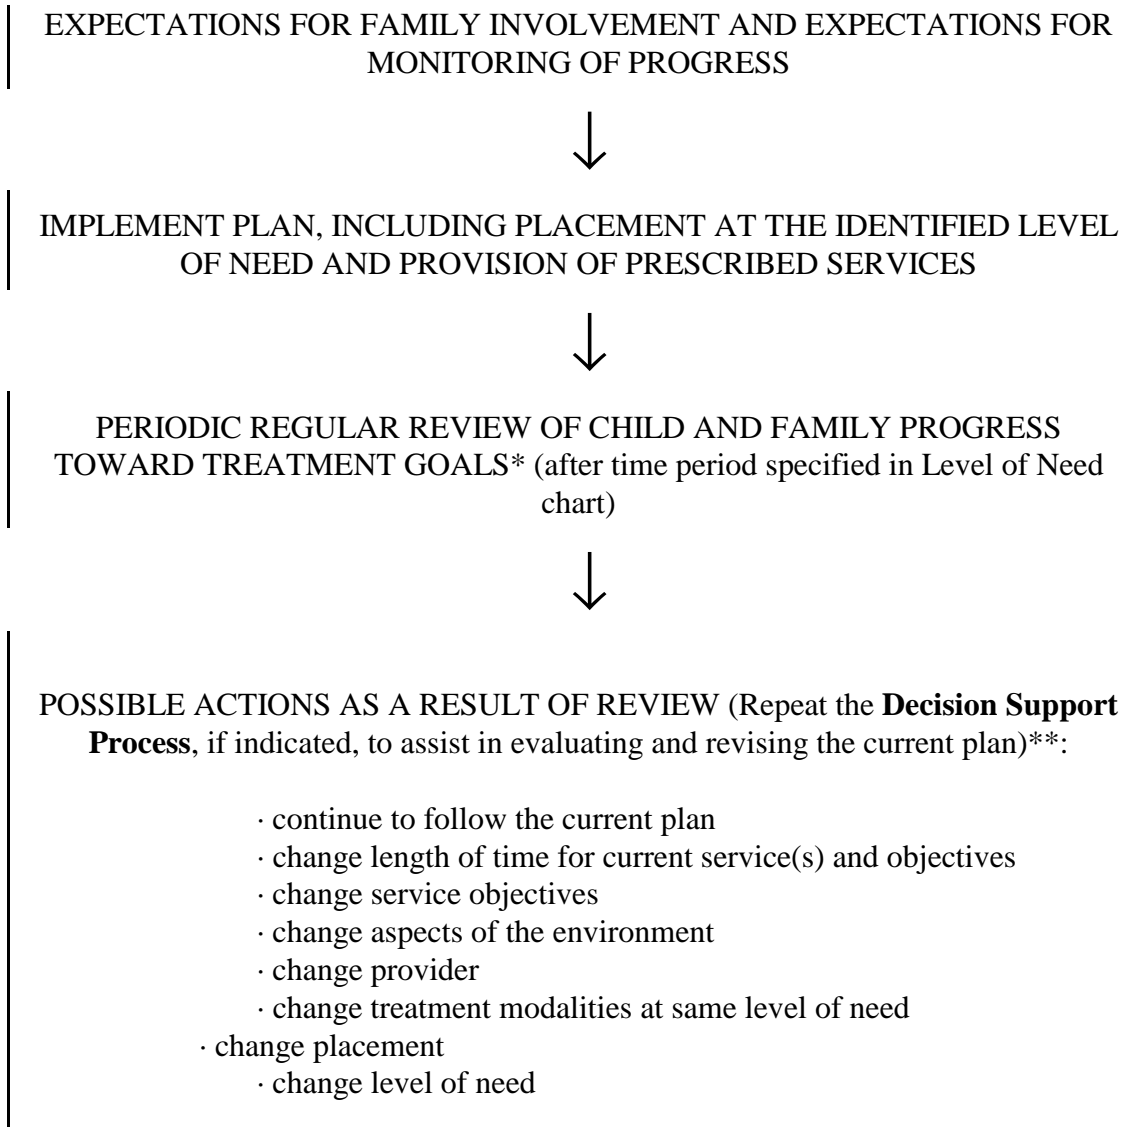 EXPECTATIONS FOR FAMILY INVOLVEMENT AND EXPECTATIONS FOR
MONITORING OF PROGRESS
IMPLEMENT PLAN, INCLUDING PLACEMENT AT THE IDENTIFIED LEVEL
OF NEED AND PROVISION OF PRESCRIBED SERVICES
PERIODIC REGULAR REVIEW OF CHILD AND FAMILY PROGRESS
TOWARD TREATMENT GOALS* (after time period specified in Level of Need
chart)
POSSIBLE ACTIONS AS A RESULT OF REVIEW (Repeat the Decision Support
Process, if indicated, to assist in evaluating and revising the current plan)**:
· continue to follow the current plan
· change length of time for current service(s) and objectives
· change service objectives
· change aspects of the environment
· change provider
· change treatment modalities at same level of need
· change placement
· change level of need